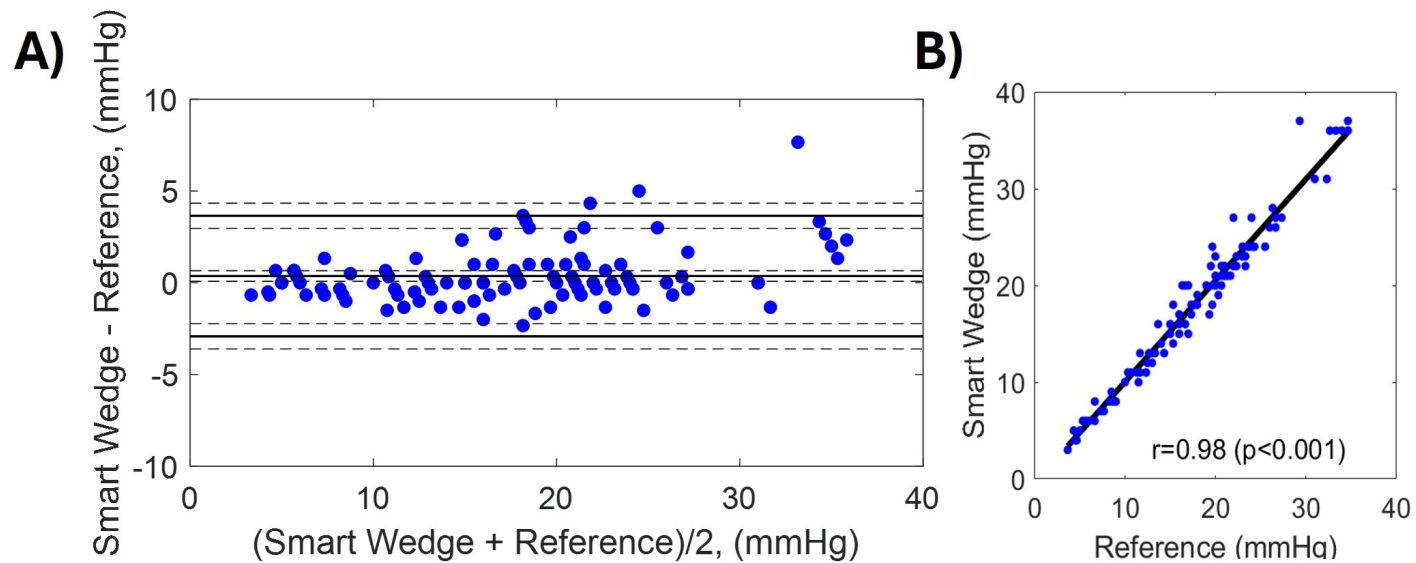 A)
Smart Wedge - Reference, (mmHg)
10
5
0
-5
-10
0
10
20
30
40
(Smart Wedge + Reference)/2, (mmHg)
B)
Smart Wedge (mmHg)
40
30
20
10
0
r=0.98 (p<0.001)
0
10
20
30
40
Reference (mmHg)